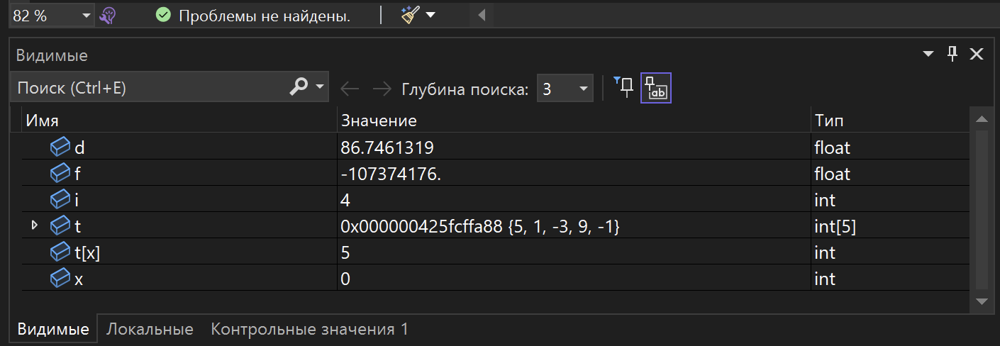 82 % Проблемы не найдены.
Видимые
Поиск (Ctrl+E) Глубина поиска: 3 ab
Имя Значение Тип
d 86.7461319 float
f -107374176. float
i 4 int
t 0x000000425fcffa88 {5, 1, -3, 9, -1} int[5]
t[x] 5 int
x 0 int
Видимые Локальные Контрольные значения 1